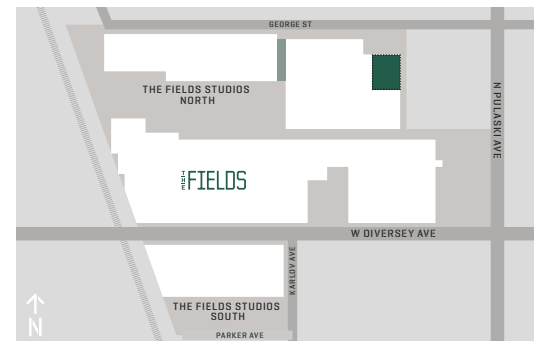 GEORGE ST
THE FIELDS STUDIOS
NORTH
N PULASKI AVE
THE FIELDS
W DIVERSEY AVE
KARLOV AVE
THE FIELDS STUDIOS
SOUTH
PARKER AVE
N